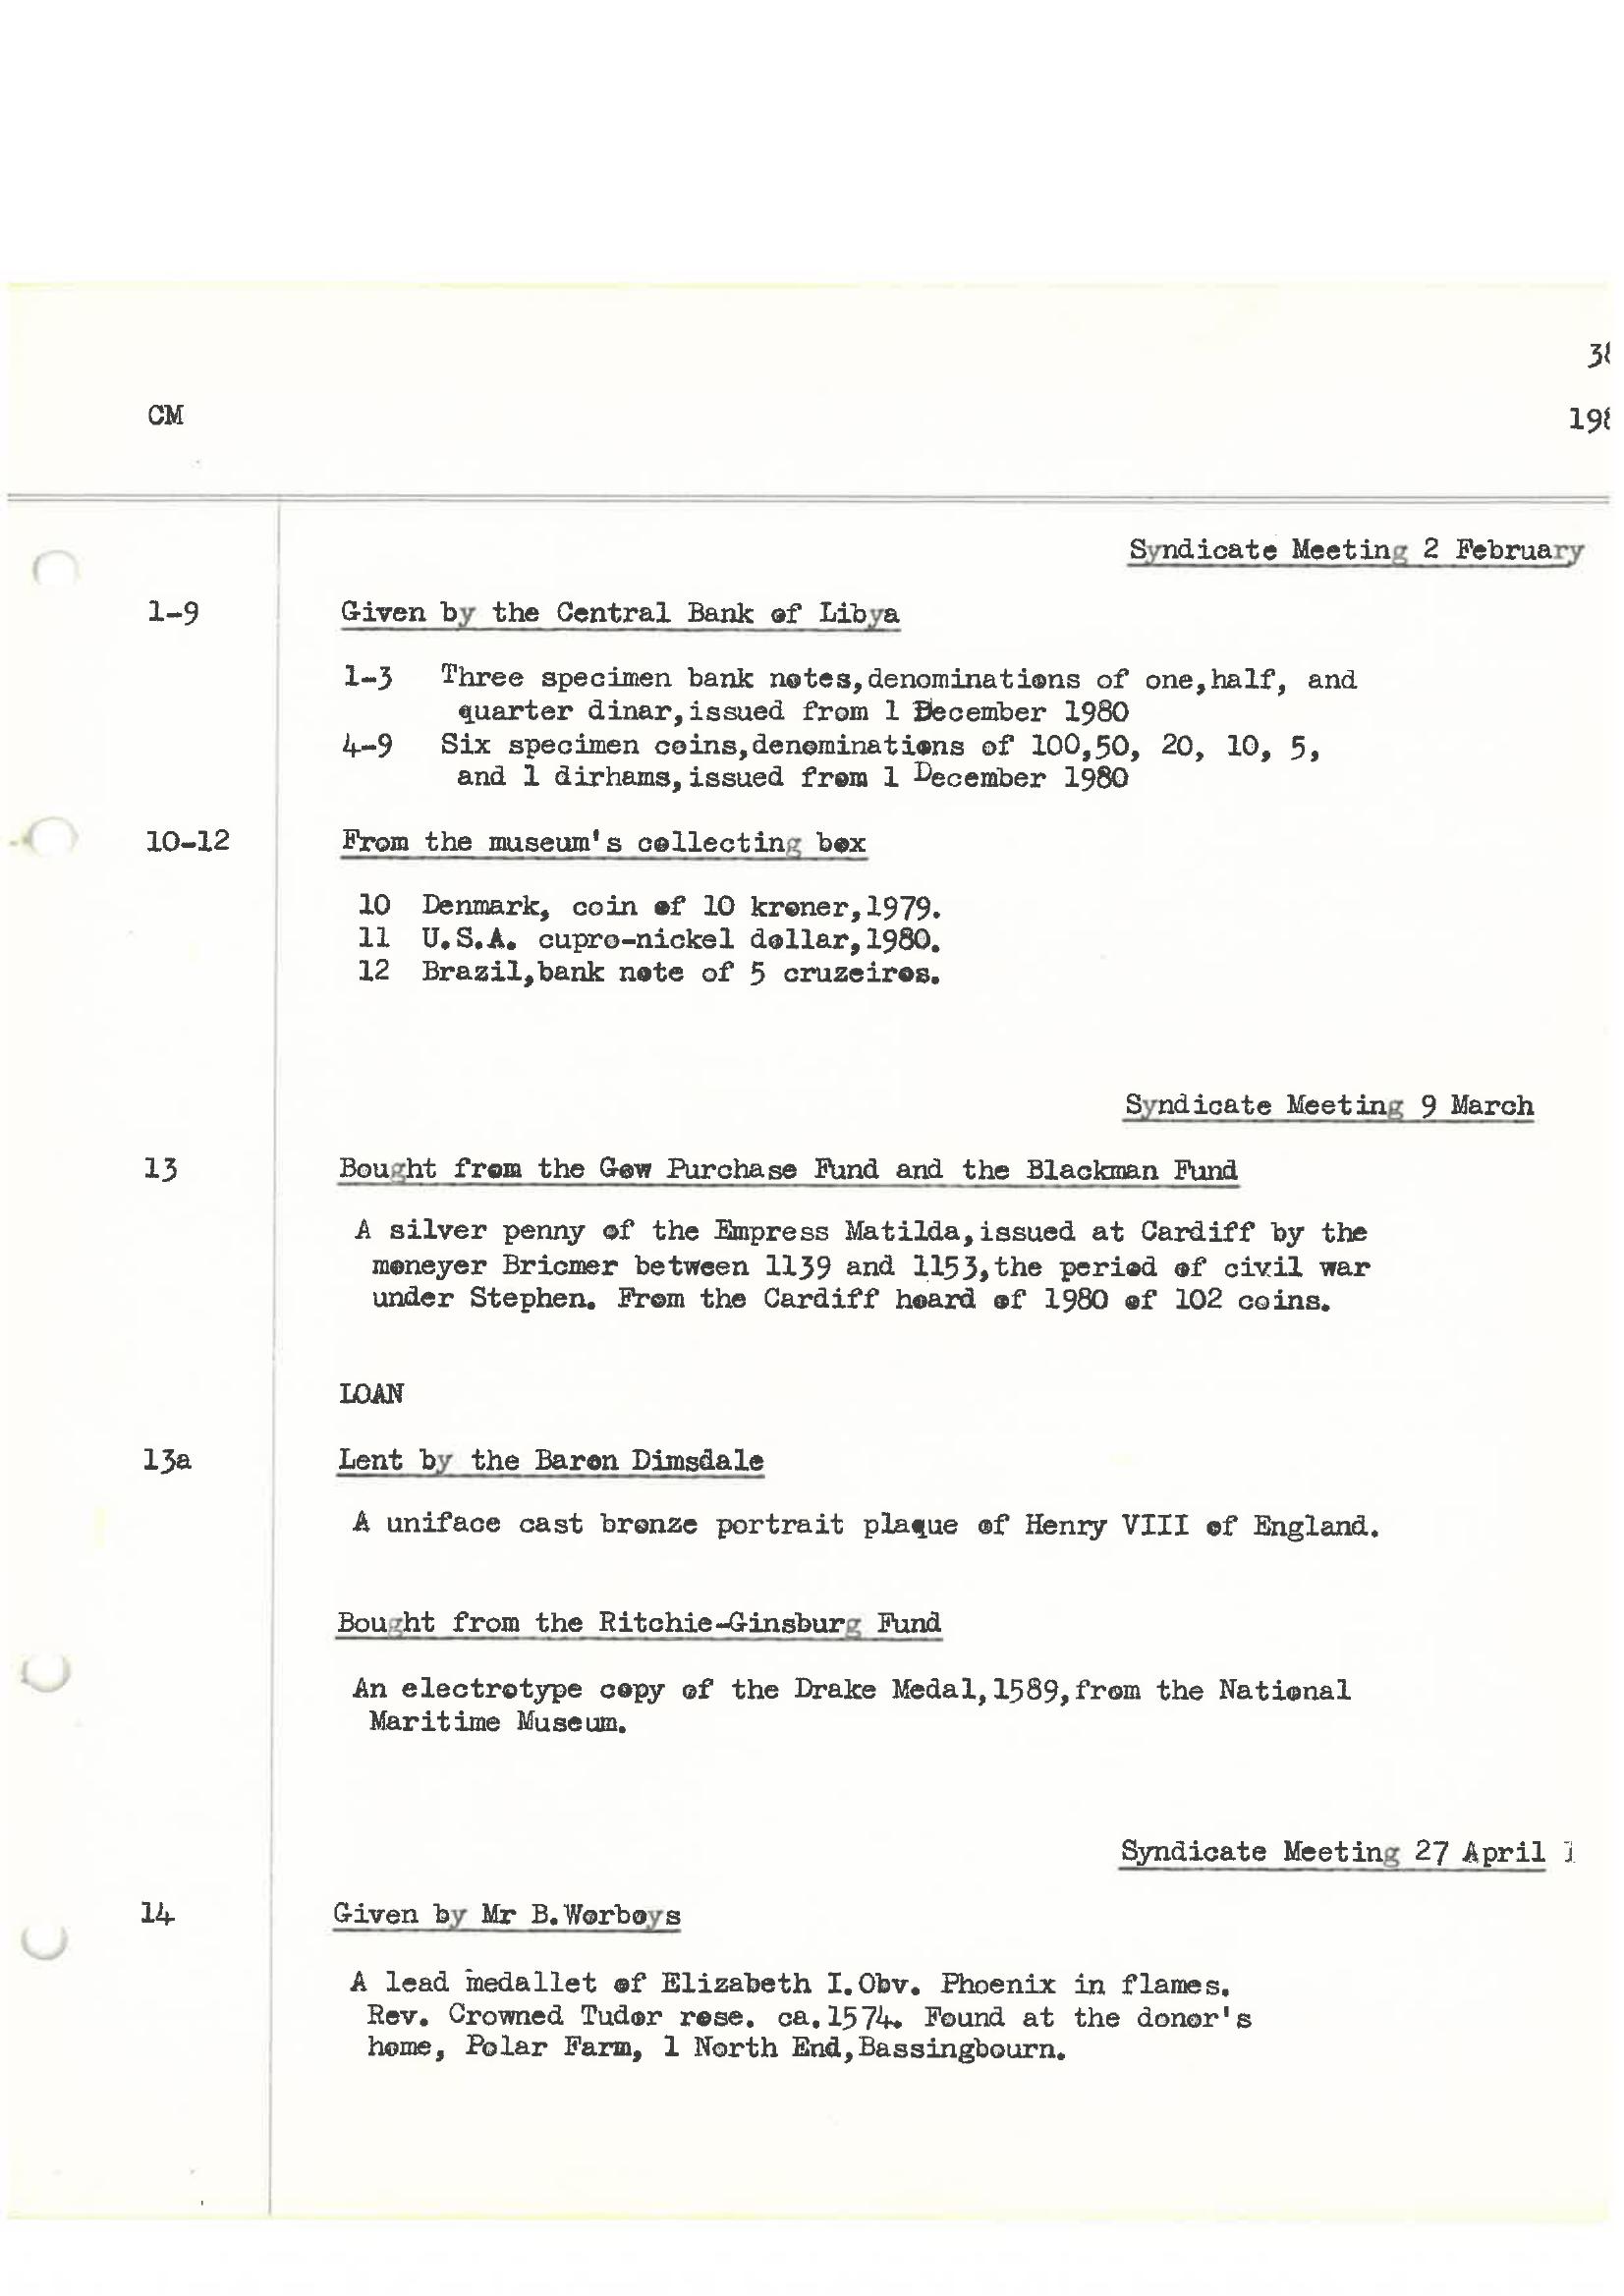 CM
Syndicate Meeting 2 February
1-9 Given by the Central Bank of Libya
1-3 Three specimen bank notes,denominations of one,half, and
quarter dinar,issued from 1 December 1980
4-9 Six specimen coins,denominations of 100,50, 20, 10, 5,
and 1 dirhams,issued from 1 December 1980
10-12 From the museum's collecting box
10 Denmark, coin of 10 kroner,1979.
11 U.S.A. cupro-nickel dollar,1980.
12 Brazil,bank note of 5 cruzeiros.
Syndicate Meeting 9 March
13 Bought from the Gow Purchase Fund and the Blackman Fund
A silver penny of the Empress Matilda,issued at Cardiff by the
moneyer Bricmer between 1139 and 1153,the period of civil war
under Stephen. From the Cardiff hoard of 1980 of 102 coins.
LOAN
13a Lent by the Baron Dimsdale
A uniface cast bronze portrait plaque of Henry VIII of England.
Bought from the Ritchie-Ginsburg Fund
An electrotype copy of the Drake Medal,1589,from the National
Maritime Museum.
Syndicate Meeting 27 April
14 Given by Mr B.Worboys
A lead medallet of Elizabeth I.Obv. Phoenix in flames.
Rev. Crowned Tudor rose. ca.1574. Found at the donor's
home, Polar Farm, 1 North End,Bassingbourn.